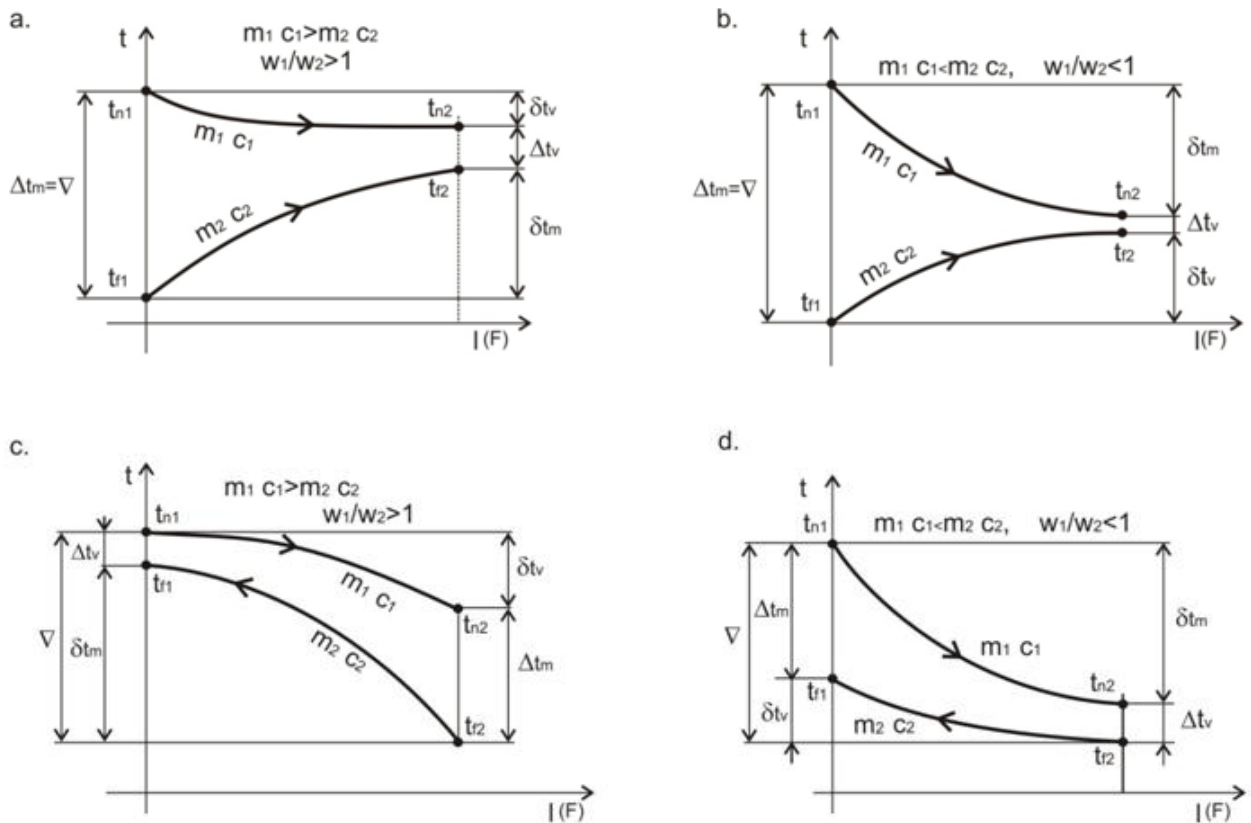 a.
t
m₁ c₁>m₂ c₂
w₁/w₂>1
tn1
tn2
δtv
m₁ c₁
Δtv
Δtm=∇
tf2
m₂ c₂
δtm
tf1
l (F)
b.
t
m₁ c₁<m₂ c₂, w₁/w₂<1
tn1
m₁ c₁
δtm
Δtm=∇
tn2
Δtv
tf2
m₂ c₂
δtv
tf1
l (F)
c.
t
m₁ c₁>m₂ c₂
w₁/w₂>1
tn1
Δtv
δtv
tf1
m₁ c₁
tn2
∇
δtm
m₂ c₂
Δtm
tf2
l (F)
d.
t
m₁ c₁<m₂ c₂, w₁/w₂<1
tn1
Δtm
δtm
∇
m₁ c₁
tf1
tn2
δtv
m₂ c₂
Δtv
tf2
l (F)